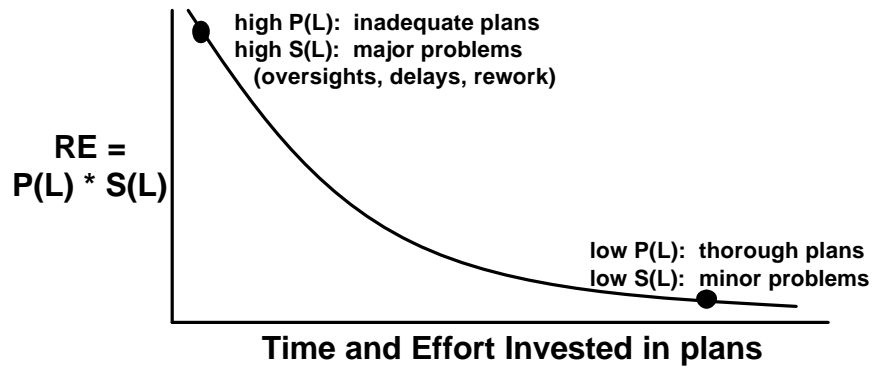 high P(L): inadequate plans
high S(L): major problems
(oversights, delays, rework)
RE =
P(L) * S(L)
low P(L): thorough plans
low S(L): minor problems
Time and Effort Invested in plans